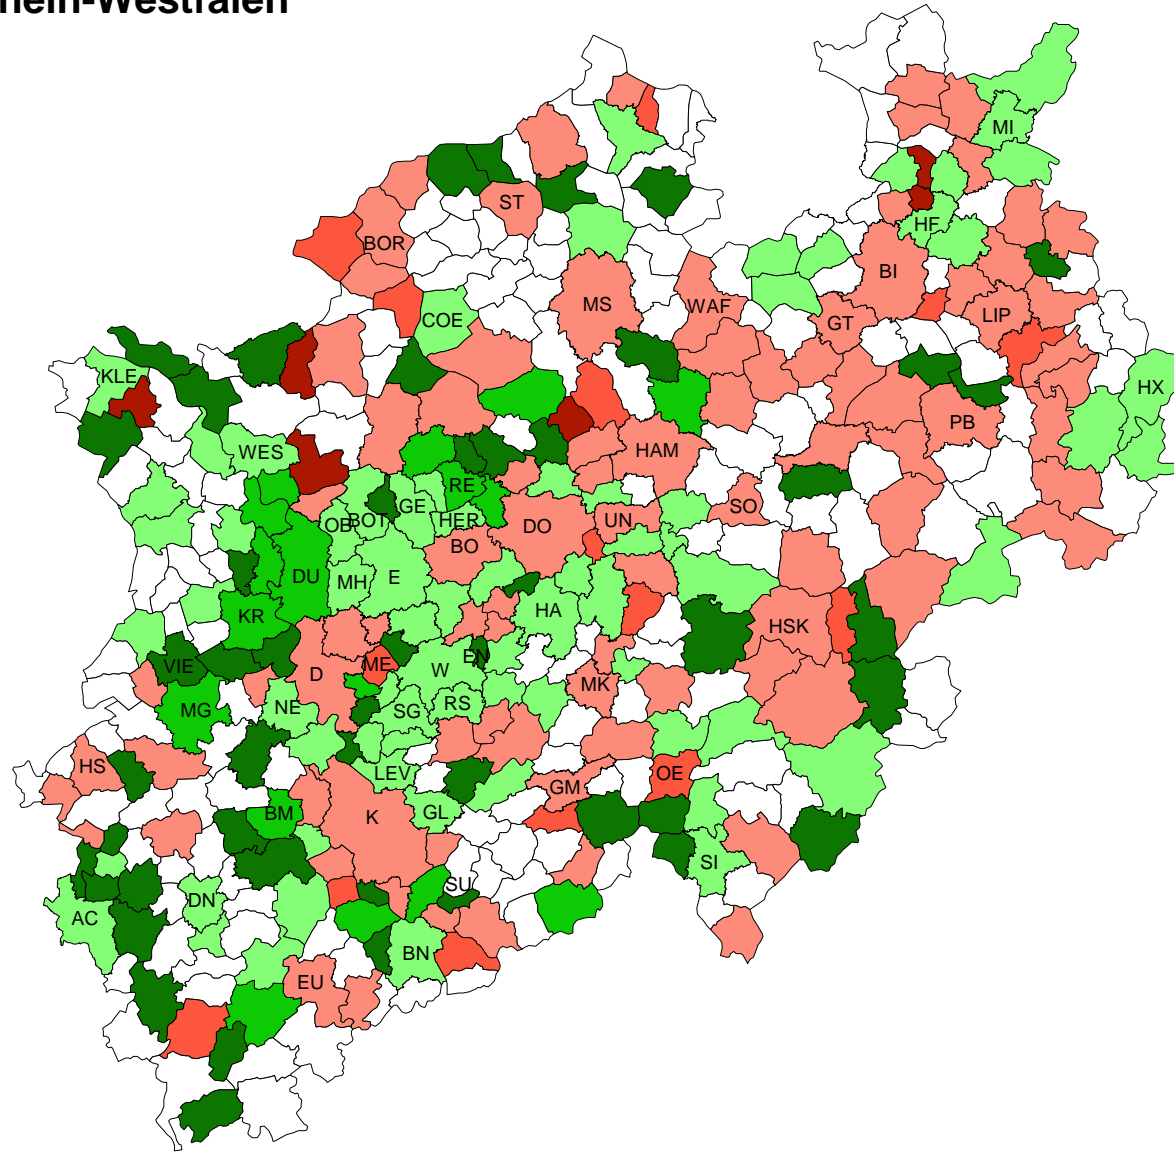 hein-Westfalen
MI
ST
HF
BOR
BI
MS
WAF
LIP
COE
GT
KLE
HX
PB
WES
HAM
RE
GE
SO
OB
BOT
HER
DO
UN
BO
DU
MH
E
KR
HA
HSK
VIE
ME
W
EN
D
MK
MG
NE
SG
RS
HS
LEV
OE
GM
BM
K
GL
SI
SU
DN
AC
BN
EU